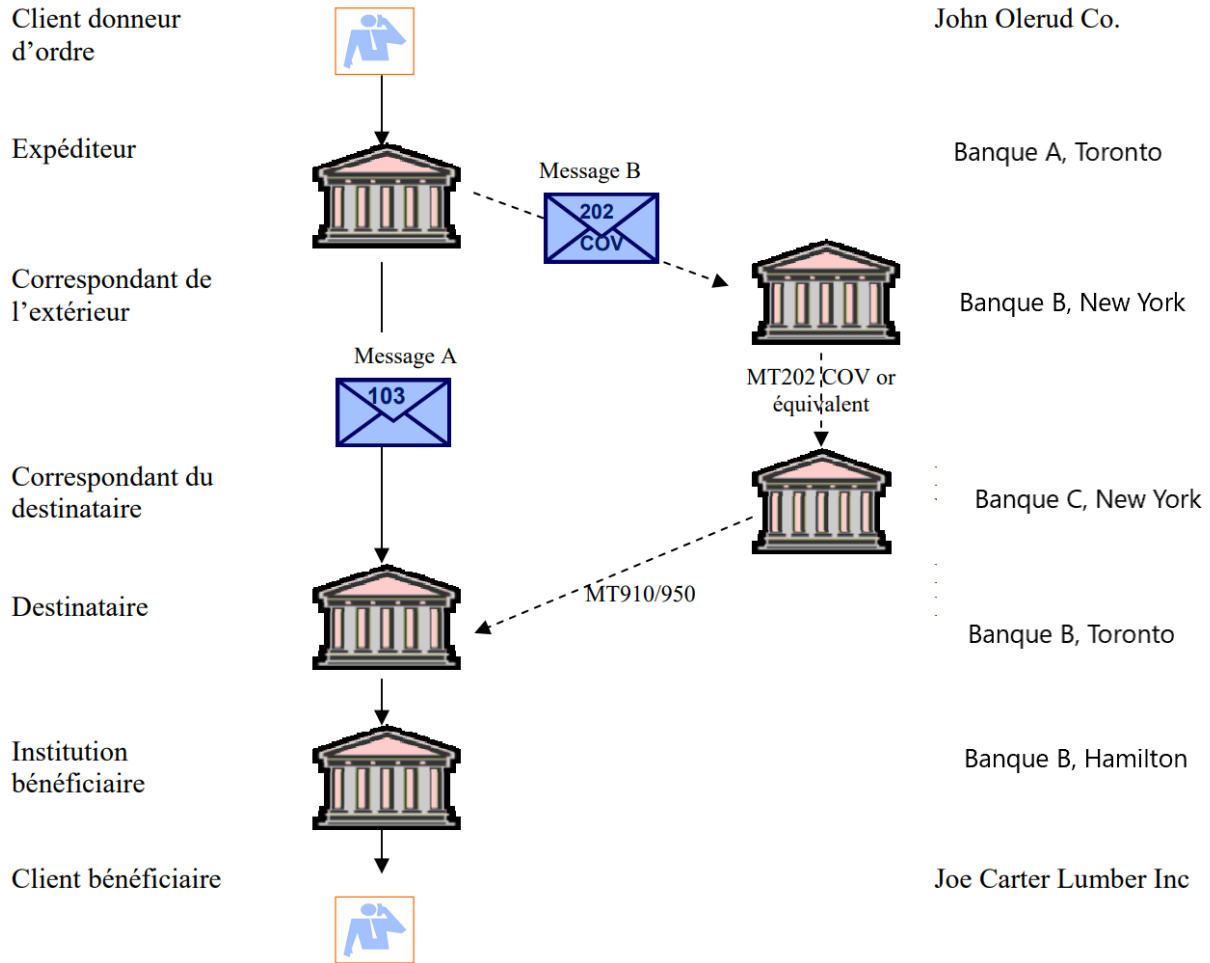 Client donneur
d’ordre
John Olerud Co.
Expéditeur
Banque A, Toronto
Message B
202
COV
Correspondant de
l’extérieur
Banque B, New York
Message A
103
MT202 COV or
équivalent
Correspondant du
destinataire
Banque C, New York
Destinataire
MT910/950
Banque B, Toronto
Institution
bénéficiaire
Banque B, Hamilton
Client bénéficiaire
Joe Carter Lumber Inc